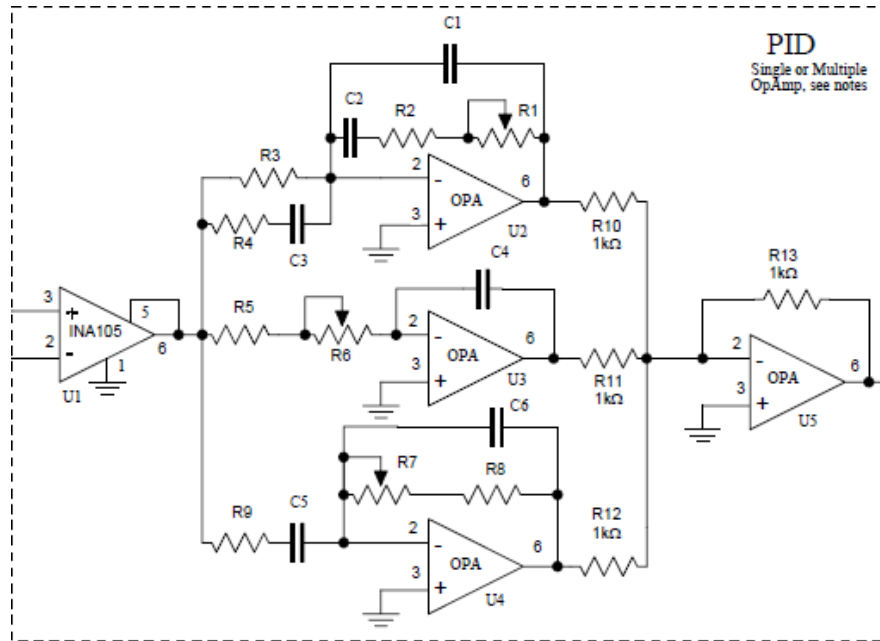 C1
PID
Single or Multiple
OpAmp, see notes
C2
R2
R1
R3
2
-
6
OPA
3
+
U2
R4
C3
R10
1kΩ
C4
R13
1kΩ
3
+
5
INA105
2
-
6
1
U1
R5
R6
2
-
6
OPA
3
+
U3
R11
1kΩ
2
-
6
OPA
3
+
U5
C6
R7
R8
R9
C5
2
-
6
OPA
3
+
U4
R12
1kΩ